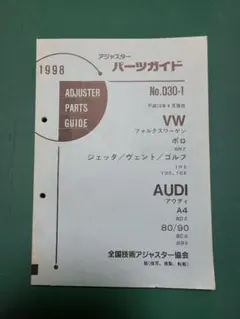 アジャスター
パーツガイド
1998
ADJUSTER
PARTS
GUIDE
No.D30-1
VW
フォルクスワーゲン
ポロ
ジェッタ/ヴェント/ゴルフ
AUDI
アウディ
A4
80/90
全国技術アジャスター協会